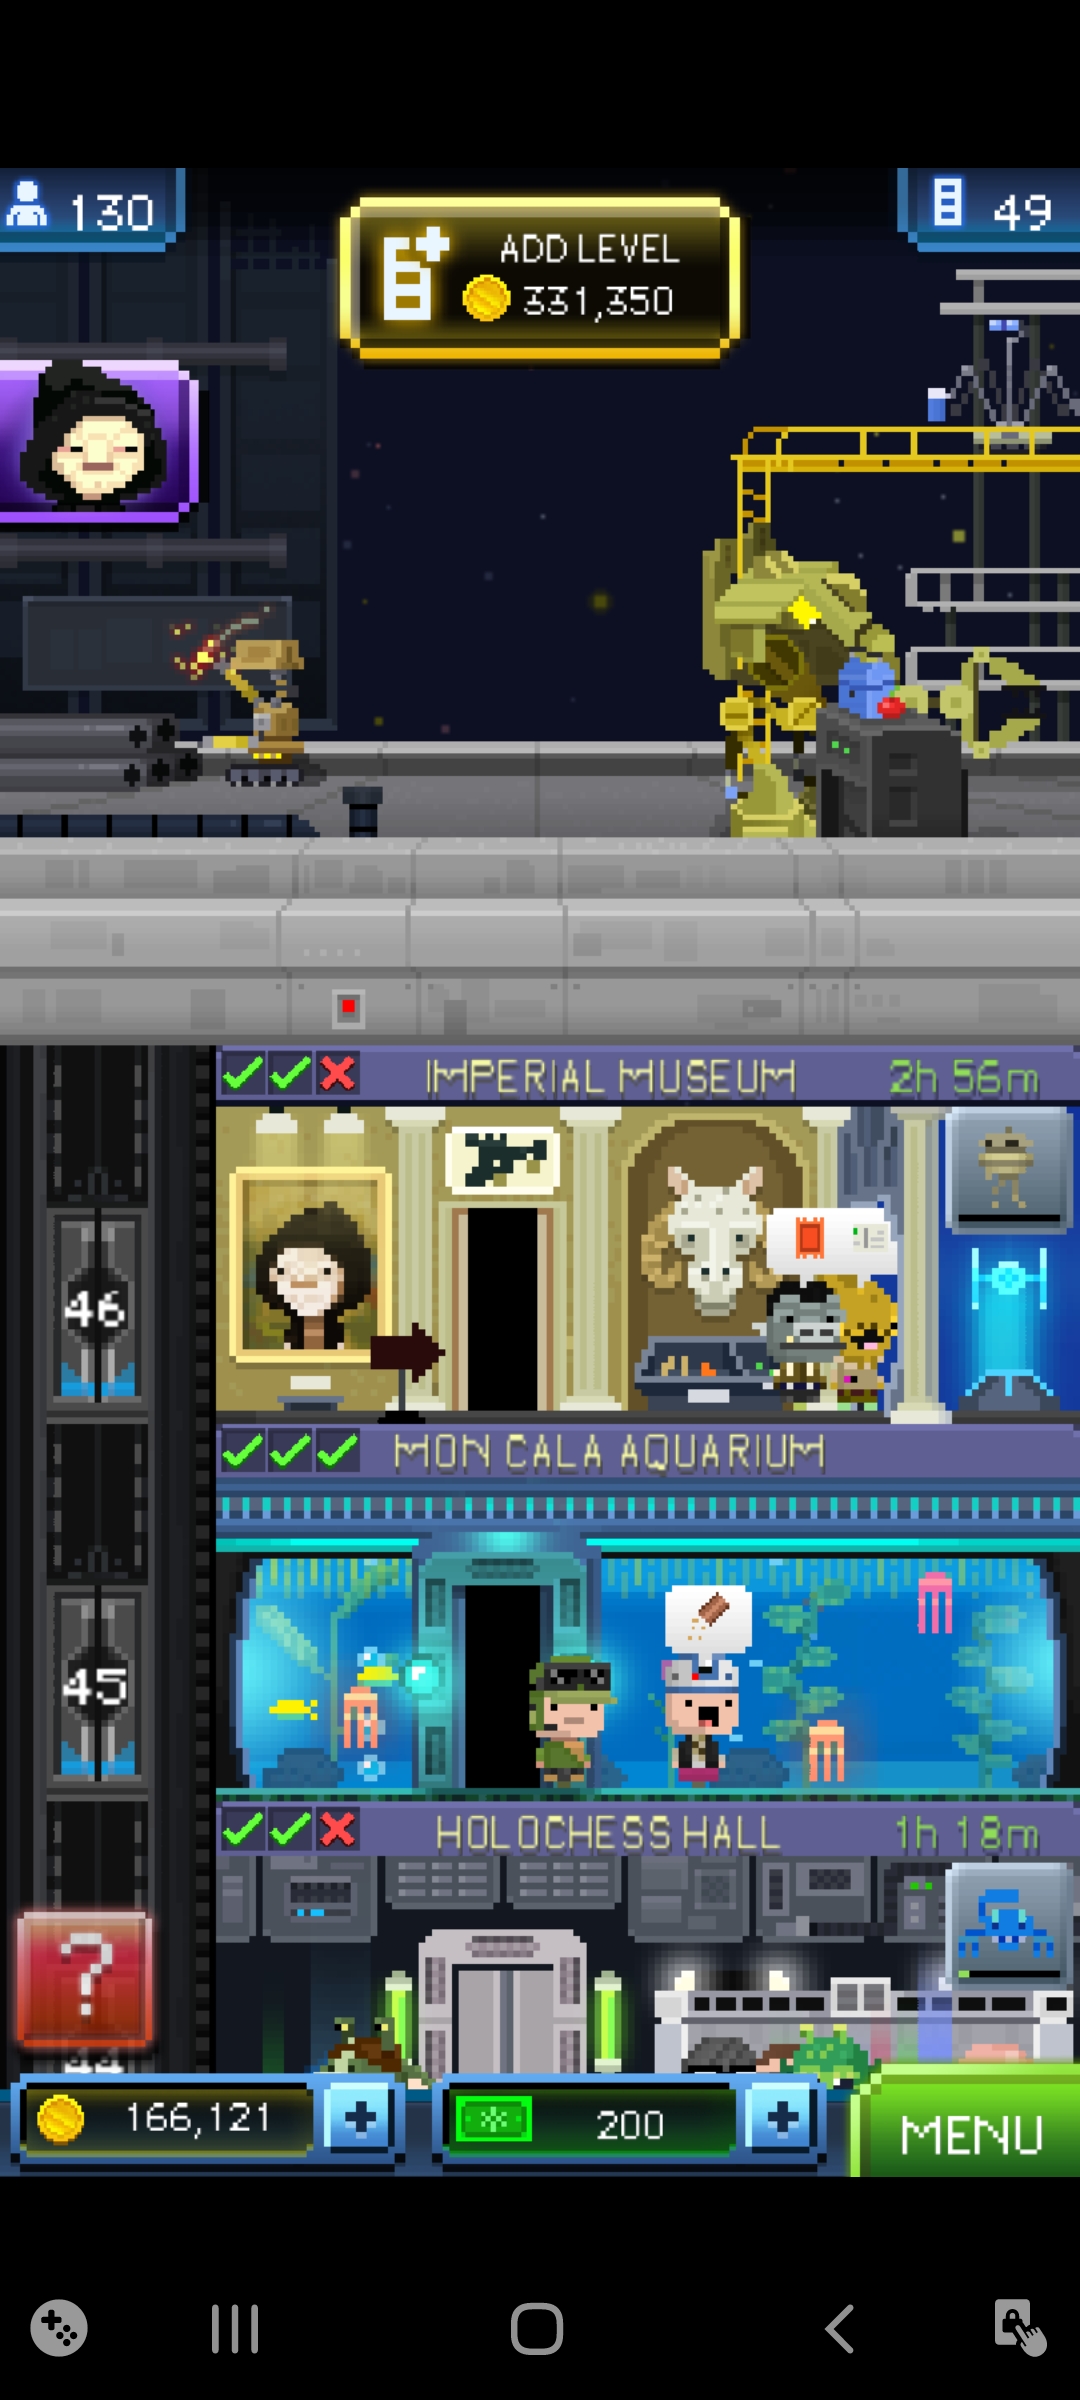 130
ADD LEVEL
331,350
49
IMPERIAL MUSEUM 2h 56m
46
MON CALA AQUARIUM
45
HOLOCHESS HALL 1h 18m
?
44
166,121 +
200 +
MENU